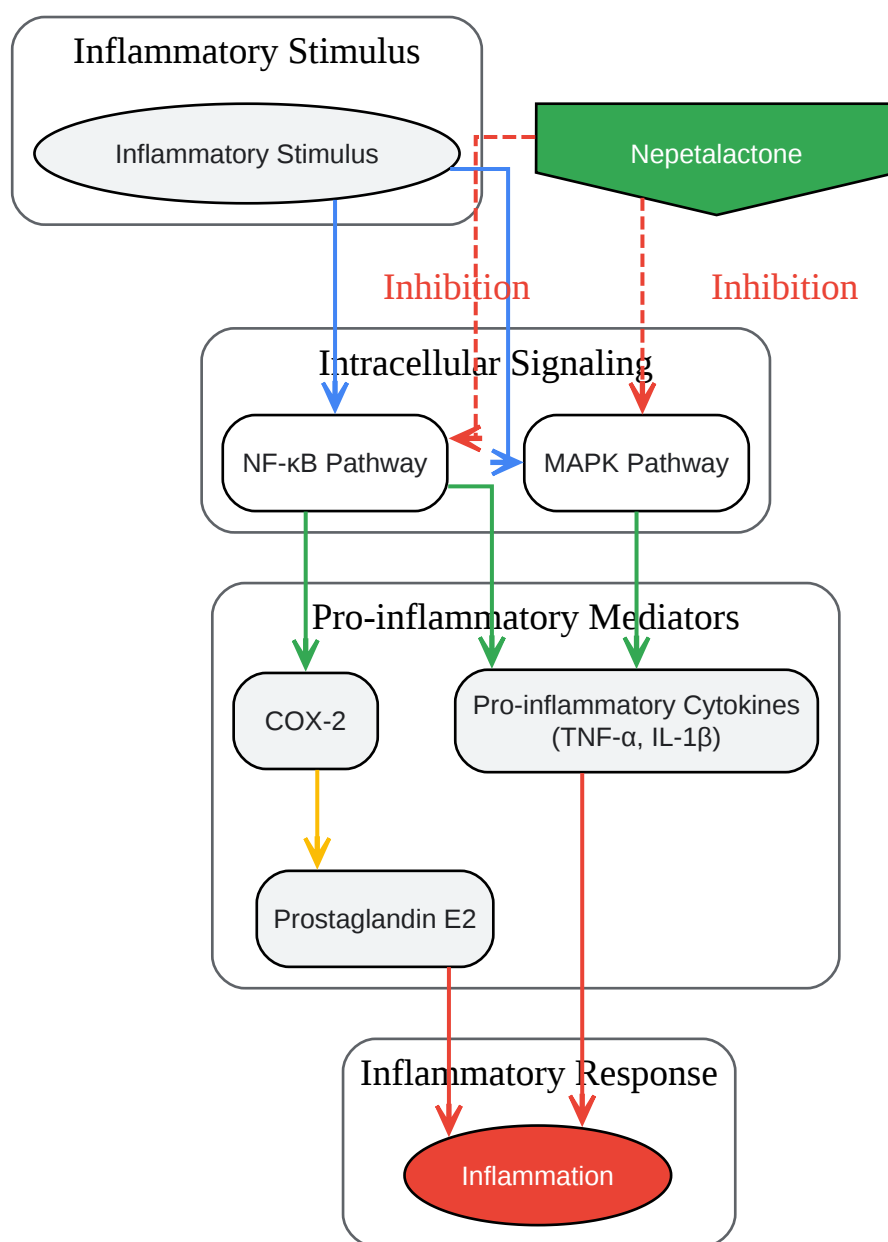 Inflammatory Stimulus
Inflammatory Stimulus
Nepetalactone
Inhibition
Inhibition
Intracellular Signaling
NF-κB Pathway
MAPK Pathway
Pro-inflammatory Mediators
COX-2
Pro-inflammatory Cytokines
(TNF-α, IL-1β)
Prostaglandin E2
Inflammatory Response
Inflammation